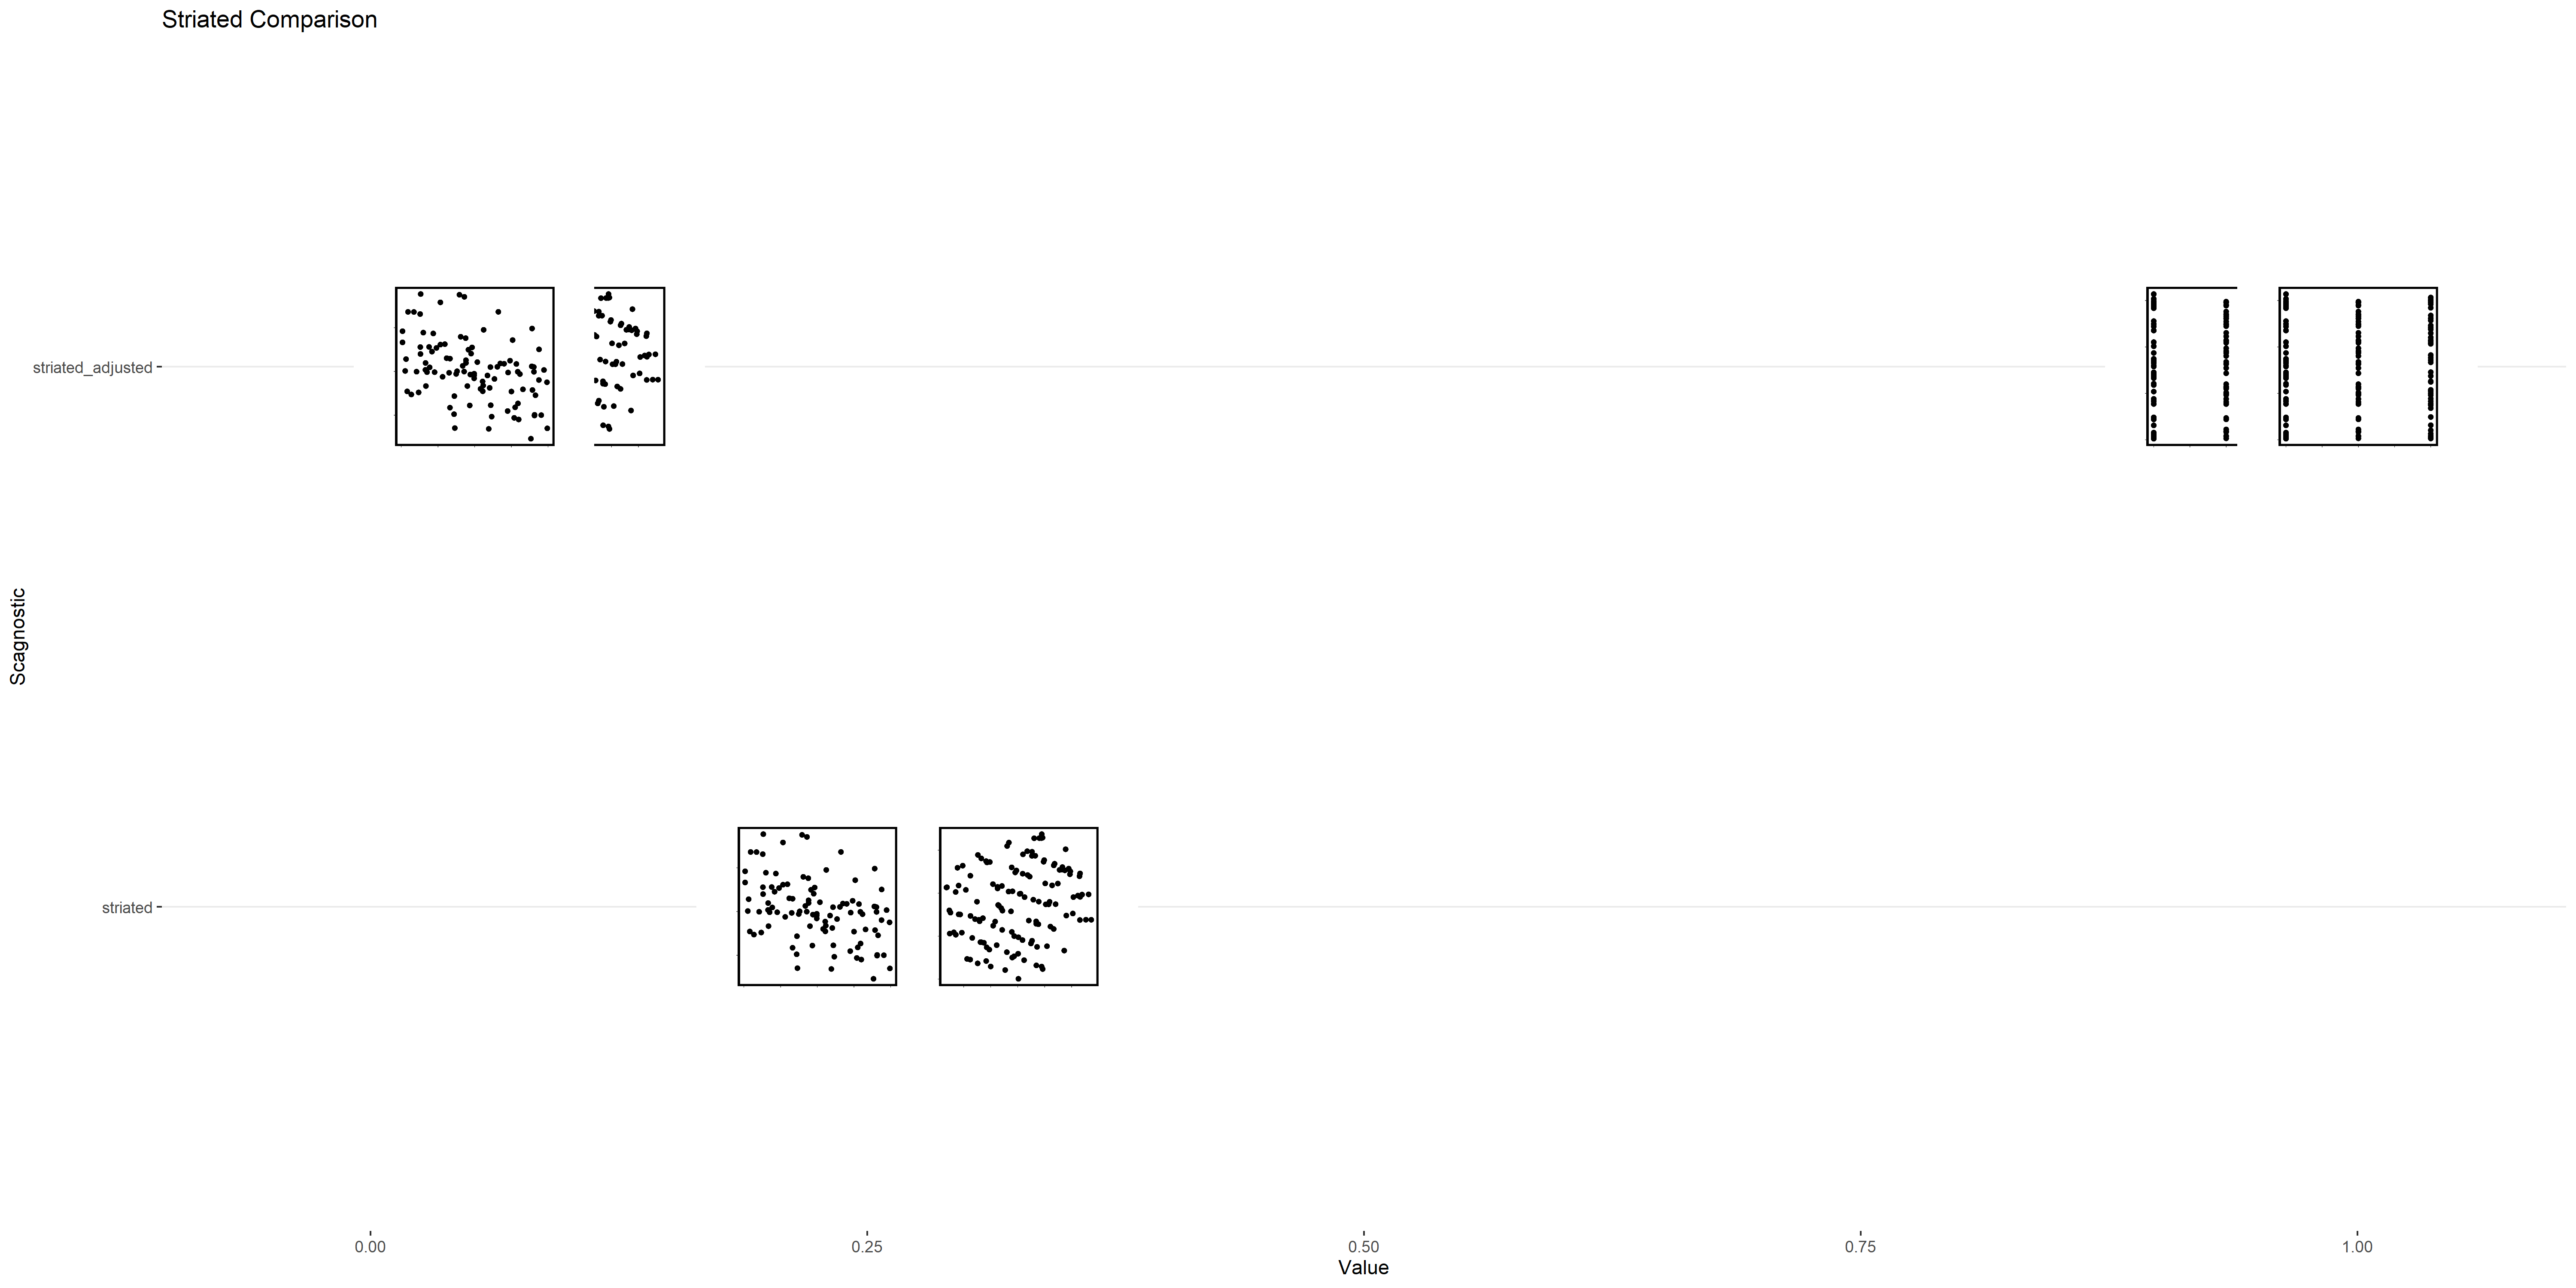 Striated Comparison
striated_adjusted
Scagnostic
striated
0.00 0.25 0.50 0.75 1.00
Value